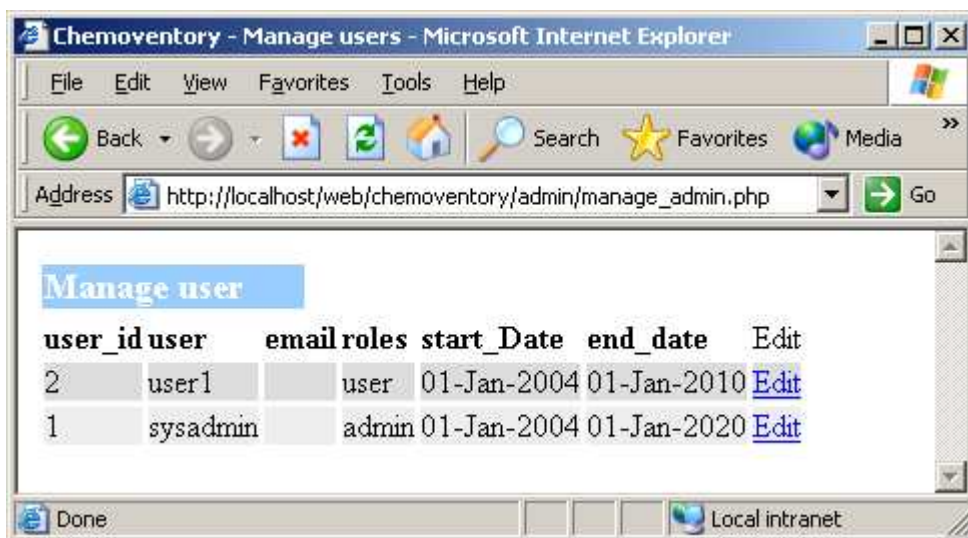 Chemoventory - Manage users - Microsoft Internet Explorer
File Edit View Favorites Tools Help
Back Search Favorites Media »
Address http://localhost/web/chemoventory/admin/manage_admin.php Go
Manage user
user_id user email roles start_Date end_date Edit
2 user1 user 01-Jan-2004 01-Jan-2010 Edit
1 sysadmin admin 01-Jan-2004 01-Jan-2020 Edit
Done Local intranet